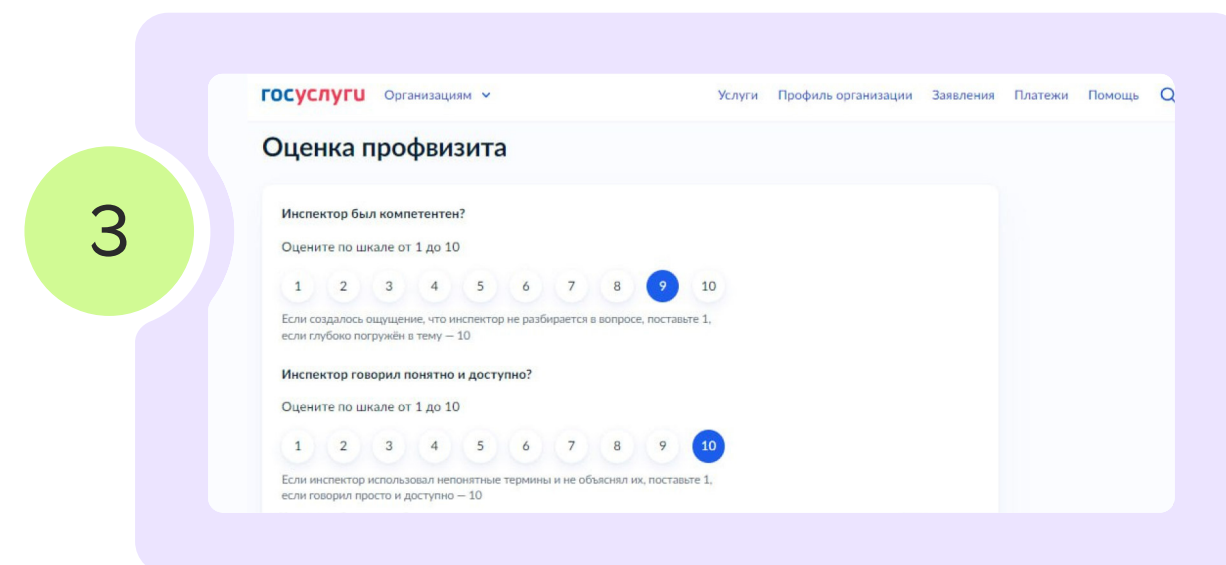 госуслуги Организациям Услуги Профиль организации Заявления Платежи Помощь
Оценка профвизита
3
Инспектор был компетентен?
Оцените по шкале от 1 до 10
1 2 3 4 5 6 7 8 9 10
Если создалось ощущение, что инспектор не разбирается в вопросе, поставьте 1,
если глубоко погружён в тему — 10
Инспектор говорил понятно и доступно?
Оцените по шкале от 1 до 10
1 2 3 4 5 6 7 8 9 10
Если инспектор использовал непонятные термины и не объяснял их, поставьте 1,
если говорил просто и доступно — 10